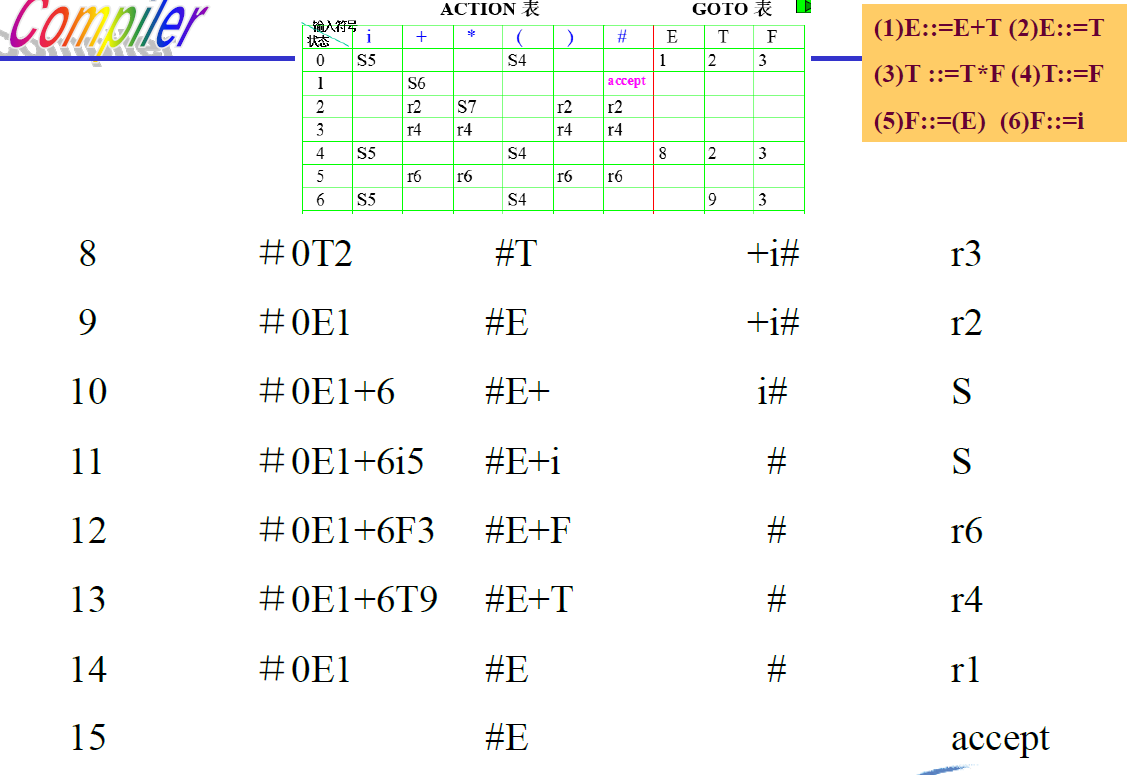 Compiler
ACTION 表 GOTO 表
输入符号
状态 i + * ( ) # E T F
0 S5 S4 1 2 3
1 S6 accept
2 r2 S7 r2 r2
3 r4 r4 r4 r4
4 S5 S4 8 2 3
5 r6 r6 r6 r6
6 S5 S4 9 3
(1)E::=E+T (2)E::=T
(3)T ::=T*F (4)T::=F
(5)F::=(E) (6)F::=i
8 #0T2 #T +i# r3
9 #0E1 #E +i# r2
10 #0E1+6 #E+ i# S
11 #0E1+6i5 #E+i # S
12 #0E1+6F3 #E+F # r6
13 #0E1+6T9 #E+T # r4
14 #0E1 #E # r1
15 #E accept